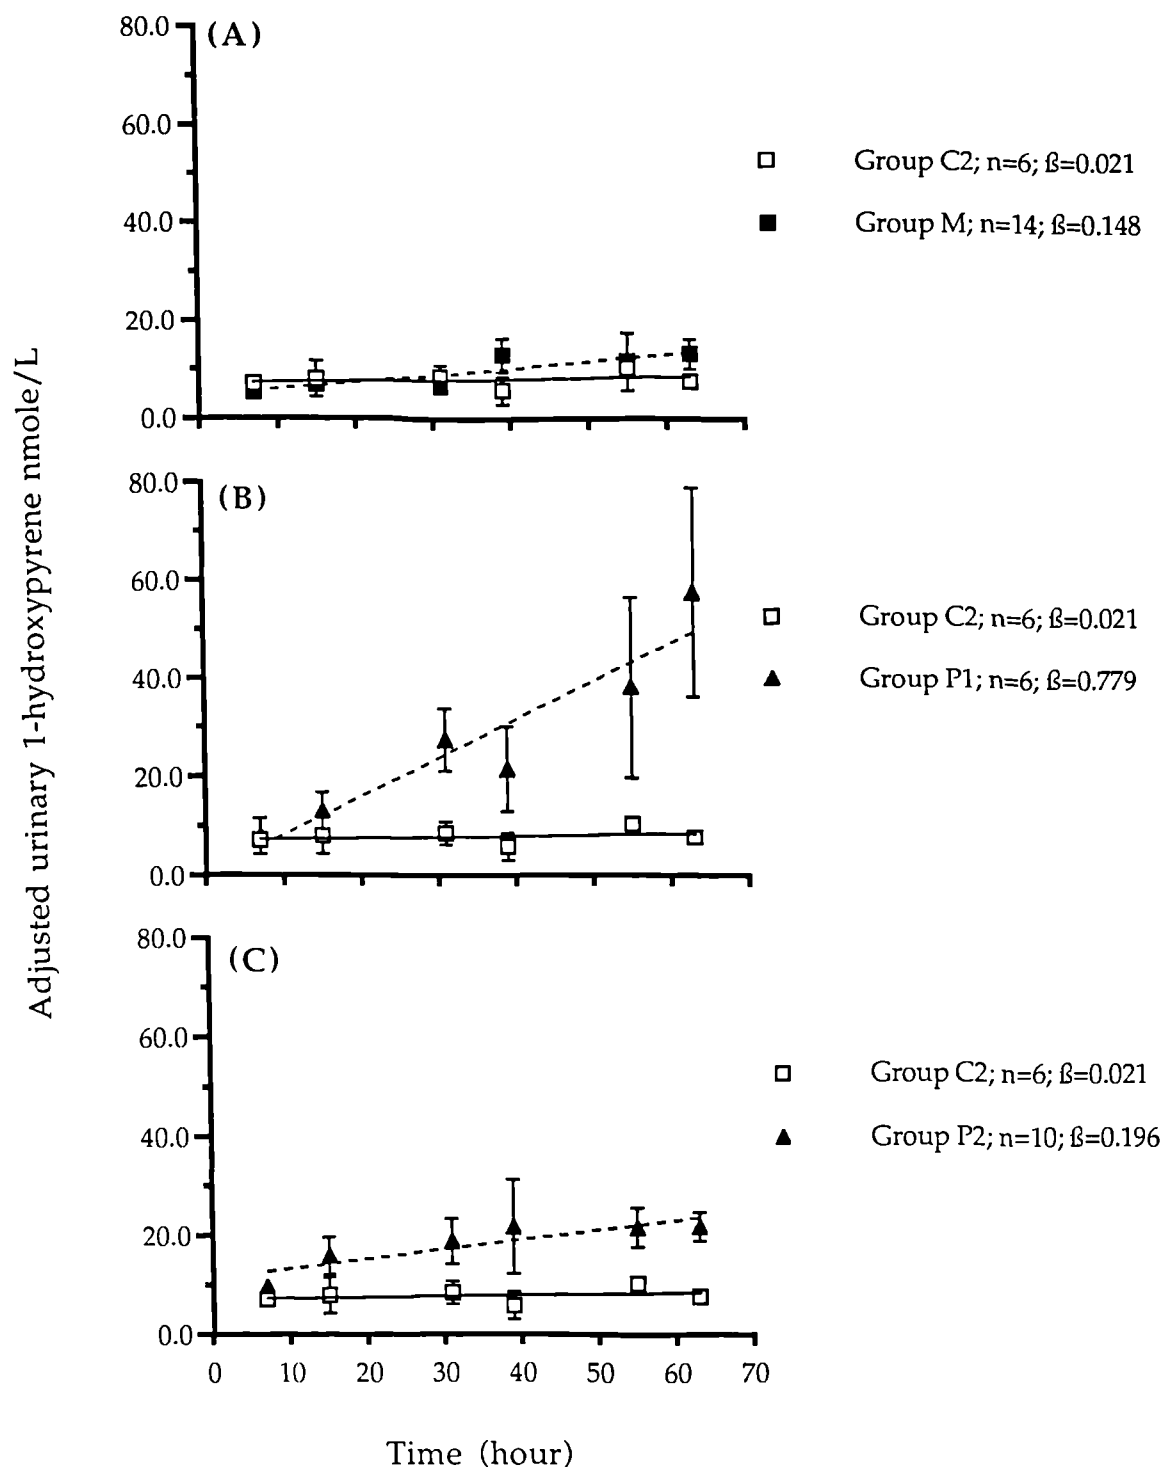 Adjusted urinary 1-hydroxypyrene nmole/L
(A)
80.0
60.0
40.0
20.0
0.0
Group C2; n=6; ß=0.021
Group M; n=14; ß=0.148
(B)
80.0
60.0
40.0
20.0
0.0
Group C2; n=6; ß=0.021
Group P1; n=6; ß=0.779
(C)
80.0
60.0
40.0
20.0
0.0
Group C2; n=6; ß=0.021
Group P2; n=10; ß=0.196
0 10 20 30 40 50 60 70
Time (hour)